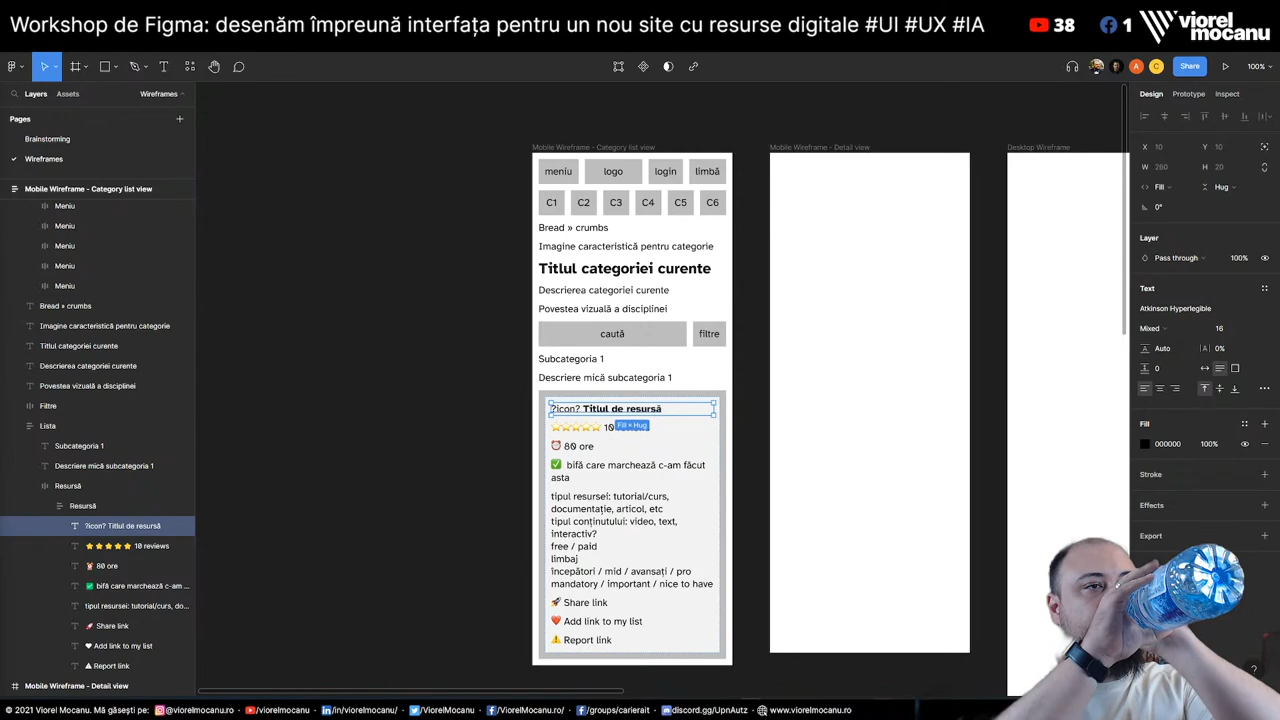 Workshop de Figma: desenăm împreună interfața pentru un nou site cu resurse digitale #UI #UX #IA
38
1
viorel mocanu
A
C
Share
100%
Layers
Assets
Wireframes
Design
Prototype
Inspect
Pages
Brainstorming
Wireframes
Mobile Wireframe - Category list view
Meniu
Meniu
Meniu
Meniu
Meniu
Bread » crumbs
Imagine caracteristică pentru categorie
Titlul categoriei curente
Descrierea categoriei curente
Povestea vizuală a disciplinei
Filtre
Lista
Subcategoria 1
Descriere mică subcategoria 1
Resursă
Resursă
?icon? Titlul de resursă
⭐⭐⭐⭐⭐ 10 reviews
⏰ 80 ore
✅ bifă care marchează c-am ...
tipul resursei: tutorial/curs, do...
🚀 Share link
❤ Add link to my list
⚠ Report link
Mobile Wireframe - Detail view
Mobile Wireframe - Category list view
meniu
logo
login
limbă
C1
C2
C3
C4
C5
C6
Bread » crumbs
Imagine caracteristică pentru categorie
Titlul categoriei curente
Descrierea categoriei curente
Povestea vizuală a disciplinei
caută
filtre
Subcategoria 1
Descriere mică subcategoria 1
?icon? Titlul de resursă
⭐⭐⭐⭐⭐ 10
Fill × Hug
⏰ 80 ore
✅ bifă care marchează c-am făcut
asta
tipul resursei: tutorial/curs,
documentație, articol, etc
tipul conținutului: video, text,
interactiv?
free / paid
limbaj
începători / mid / avansați / pro
mandatory / important / nice to have
🚀 Share link
❤️ Add link to my list
⚠️ Report link
Mobile Wireframe - Detail view
Desktop Wireframe
X 10
Y 10
W 260
H 20
Fill
Hug
0°
Layer
Pass through
100%
Text
Atkinson Hyperlegible
Mixed
16
Auto
0%
0
Fill
000000
100%
Stroke
Effects
Export
?
© 2021 Viorel Mocanu. Mă găsești pe: @viorelmocanu · /viorelmocanu · /in/viorelmocanu/ · /ViorelMocanu · /ViorelMocanu.ro/ · /groups/carierait · discord.gg/UpnAutz · www.viorelmocanu.ro